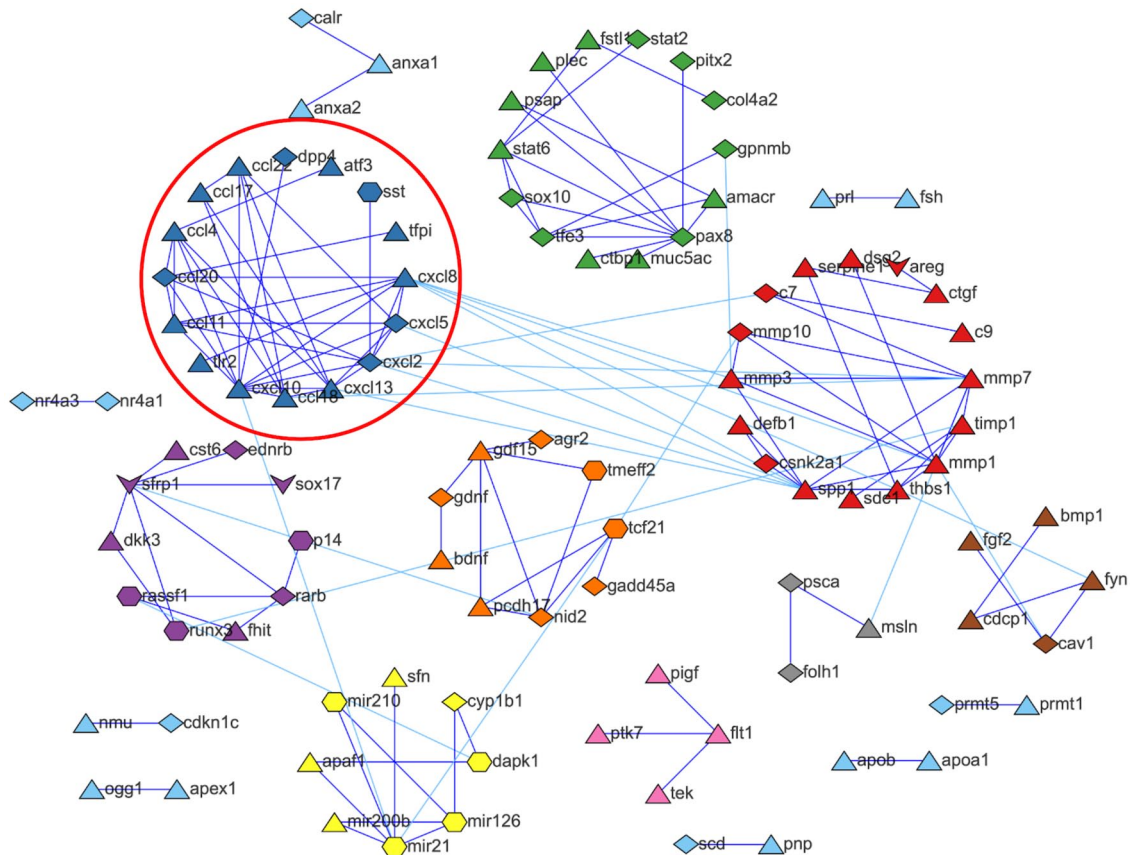 calr
anxa1
anxa2
fstl1
stat2
plec
pitx2
psap
col4a2
stat6
gpnmb
sox10
amacr
tfe3
pax8
ctbp1
muc5ac
dpp4
ccl22
atf3
ccl17
sst
ccl4
tfpi
ccl20
cxcl8
ccl11
cxcl5
tlr2
cxcl2
cxcl10
ccl18
cxcl13
prl
fsh
dsg2
serpine1
areg
c7
ctgf
mmp10
c9
mmp3
mmp7
defb1
timp1
csnk2a1
mmp1
spp1
sdc1
thbs1
nr4a3
nr4a1
cst6
ednrb
sfrp1
sox17
dkk3
p14
rassf1
rarb
runx3
fhit
agr2
gdf15
tmeff2
gdnf
tcf21
bdnf
gadd45a
pcdh17
nid2
bmp1
fgf2
fyn
cdcp1
cav1
psca
msln
folh1
sfn
mir210
cyp1b1
apaf1
dapk1
mir200b
mir126
mir21
pigf
ptk7
flt1
tek
nmu
cdkn1c
ogg1
apex1
prmt5
prmt1
apob
apoa1
scd
pnp